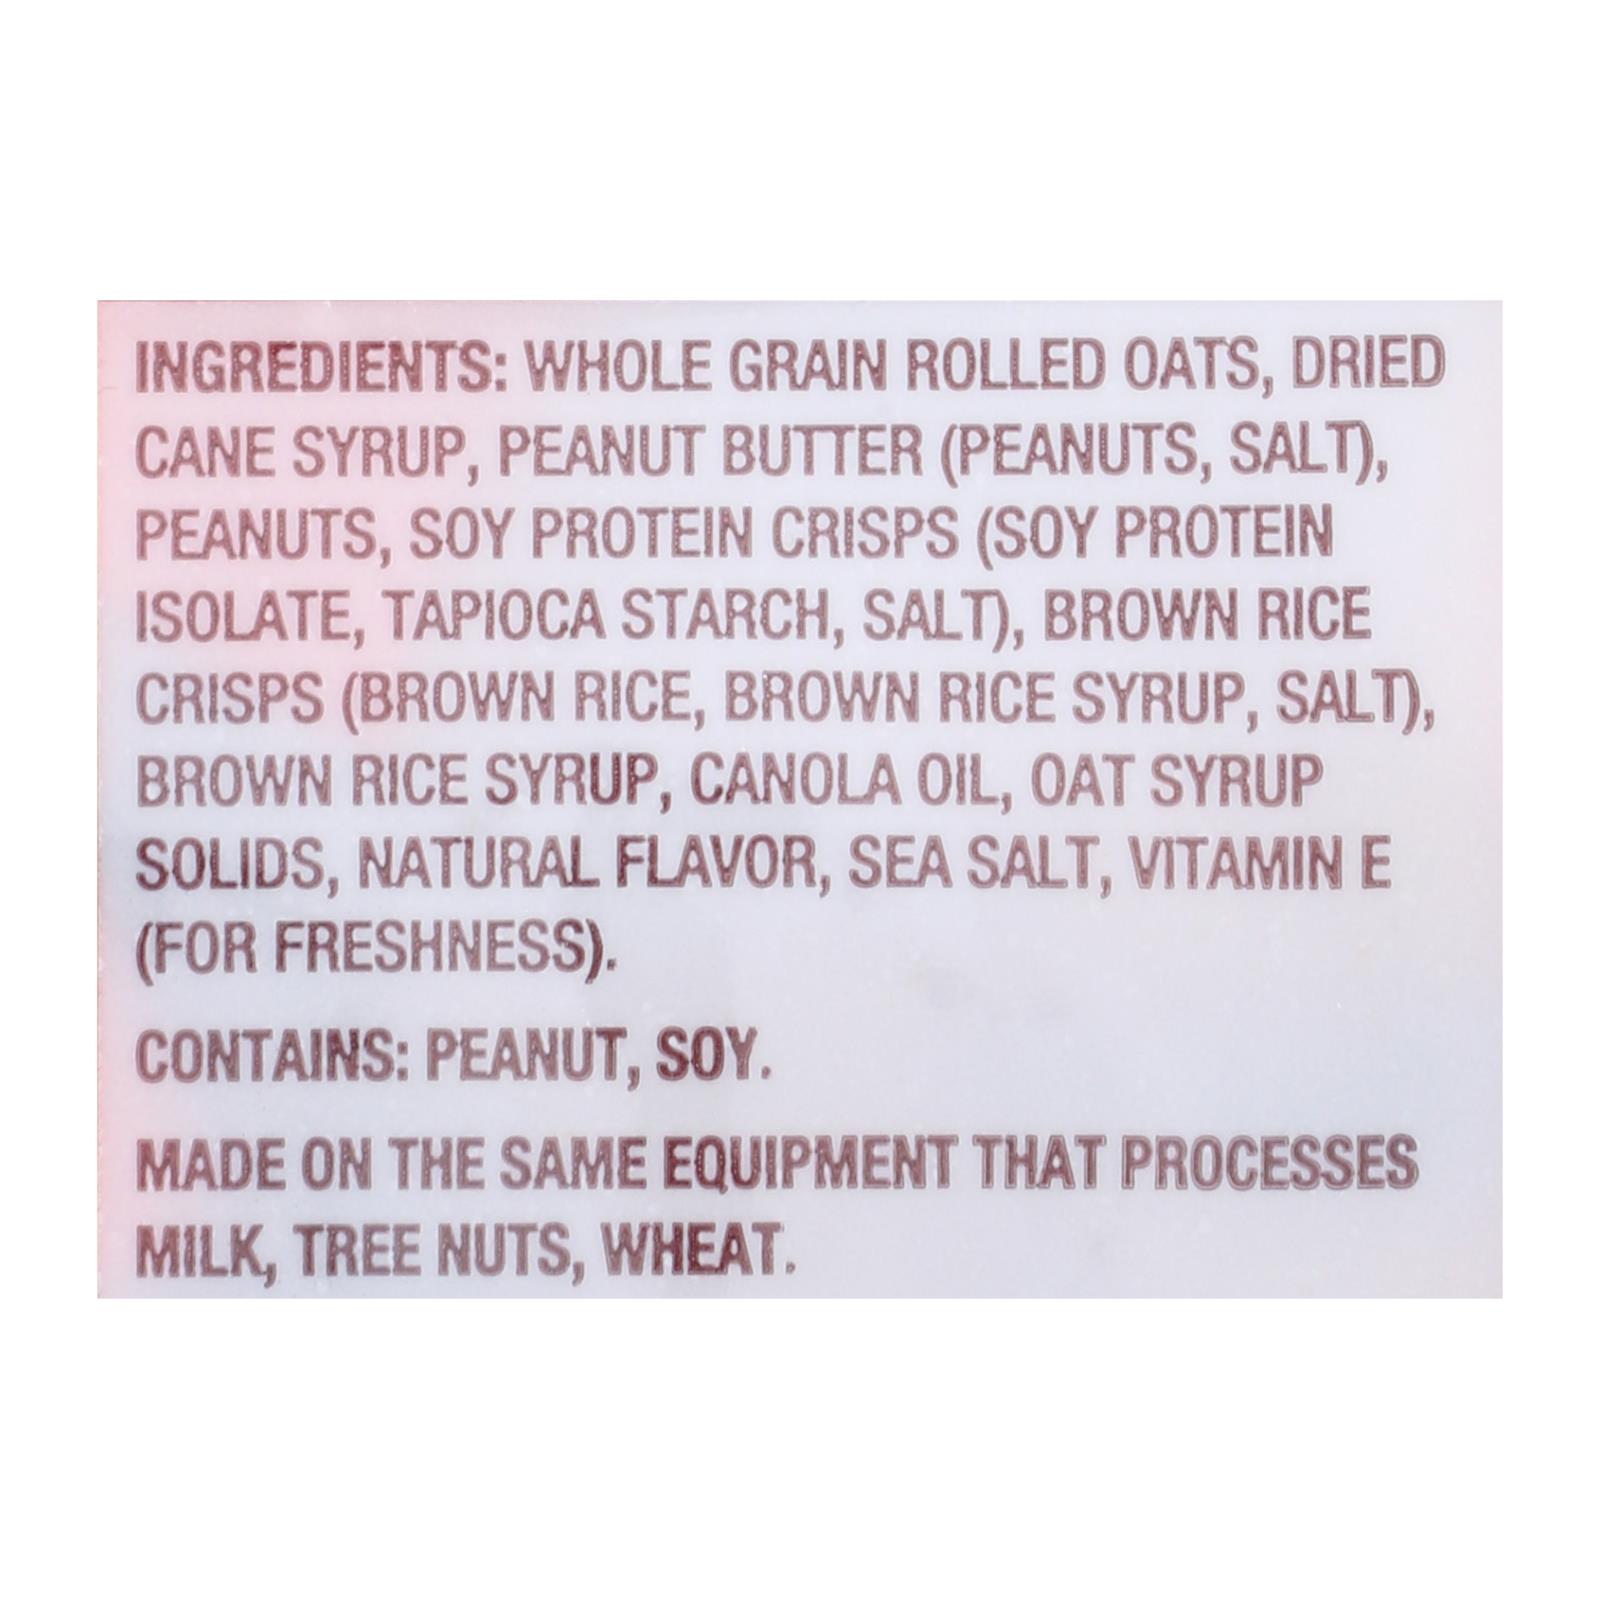 INGREDIENTS: WHOLE GRAIN ROLLED OATS, DRIED
CANE SYRUP, PEANUT BUTTER (PEANUTS, SALT),
PEANUTS, SOY PROTEIN CRISPS (SOY PROTEIN
ISOLATE, TAPIOCA STARCH, SALT), BROWN RICE
CRISPS (BROWN RICE, BROWN RICE SYRUP, SALT),
BROWN RICE SYRUP, CANOLA OIL, OAT SYRUP
SOLIDS, NATURAL FLAVOR, SEA SALT, VITAMIN E
(FOR FRESHNESS).
CONTAINS: PEANUT, SOY.
MADE ON THE SAME EQUIPMENT THAT PROCESSES
MILK, TREE NUTS, WHEAT.